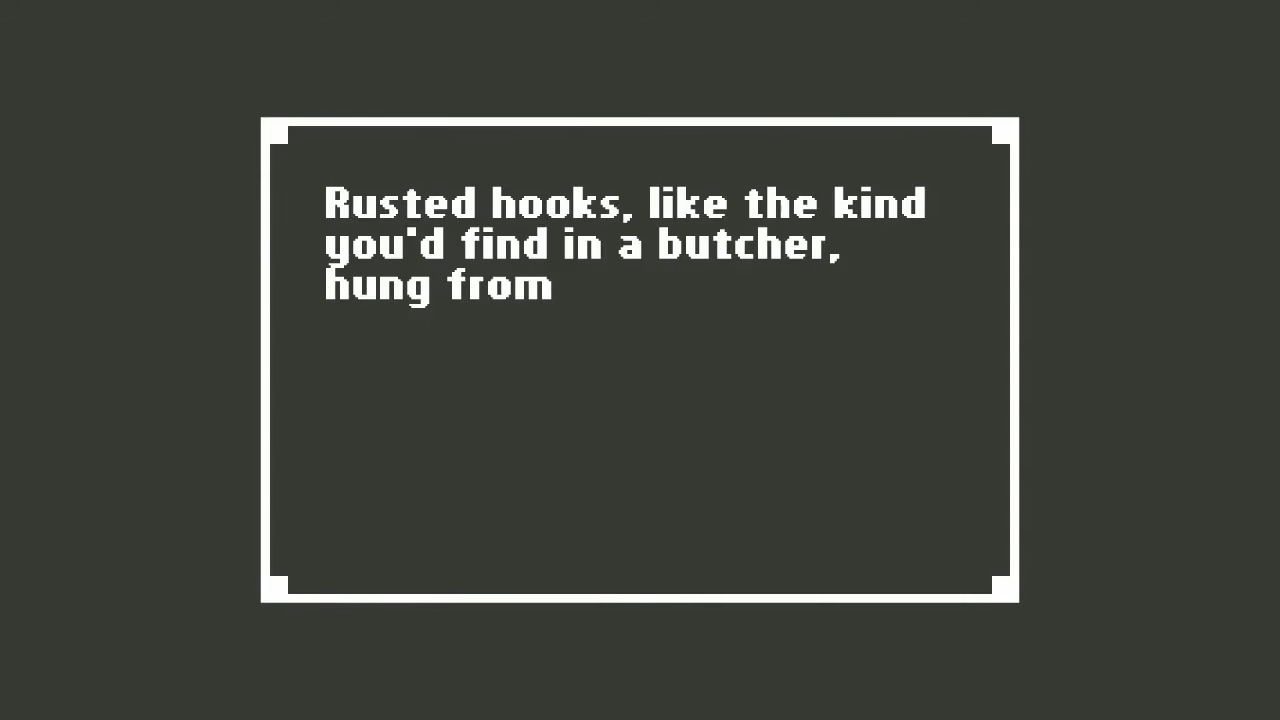 Rusted hooks, like the kind
you'd find in a butcher,
hung from